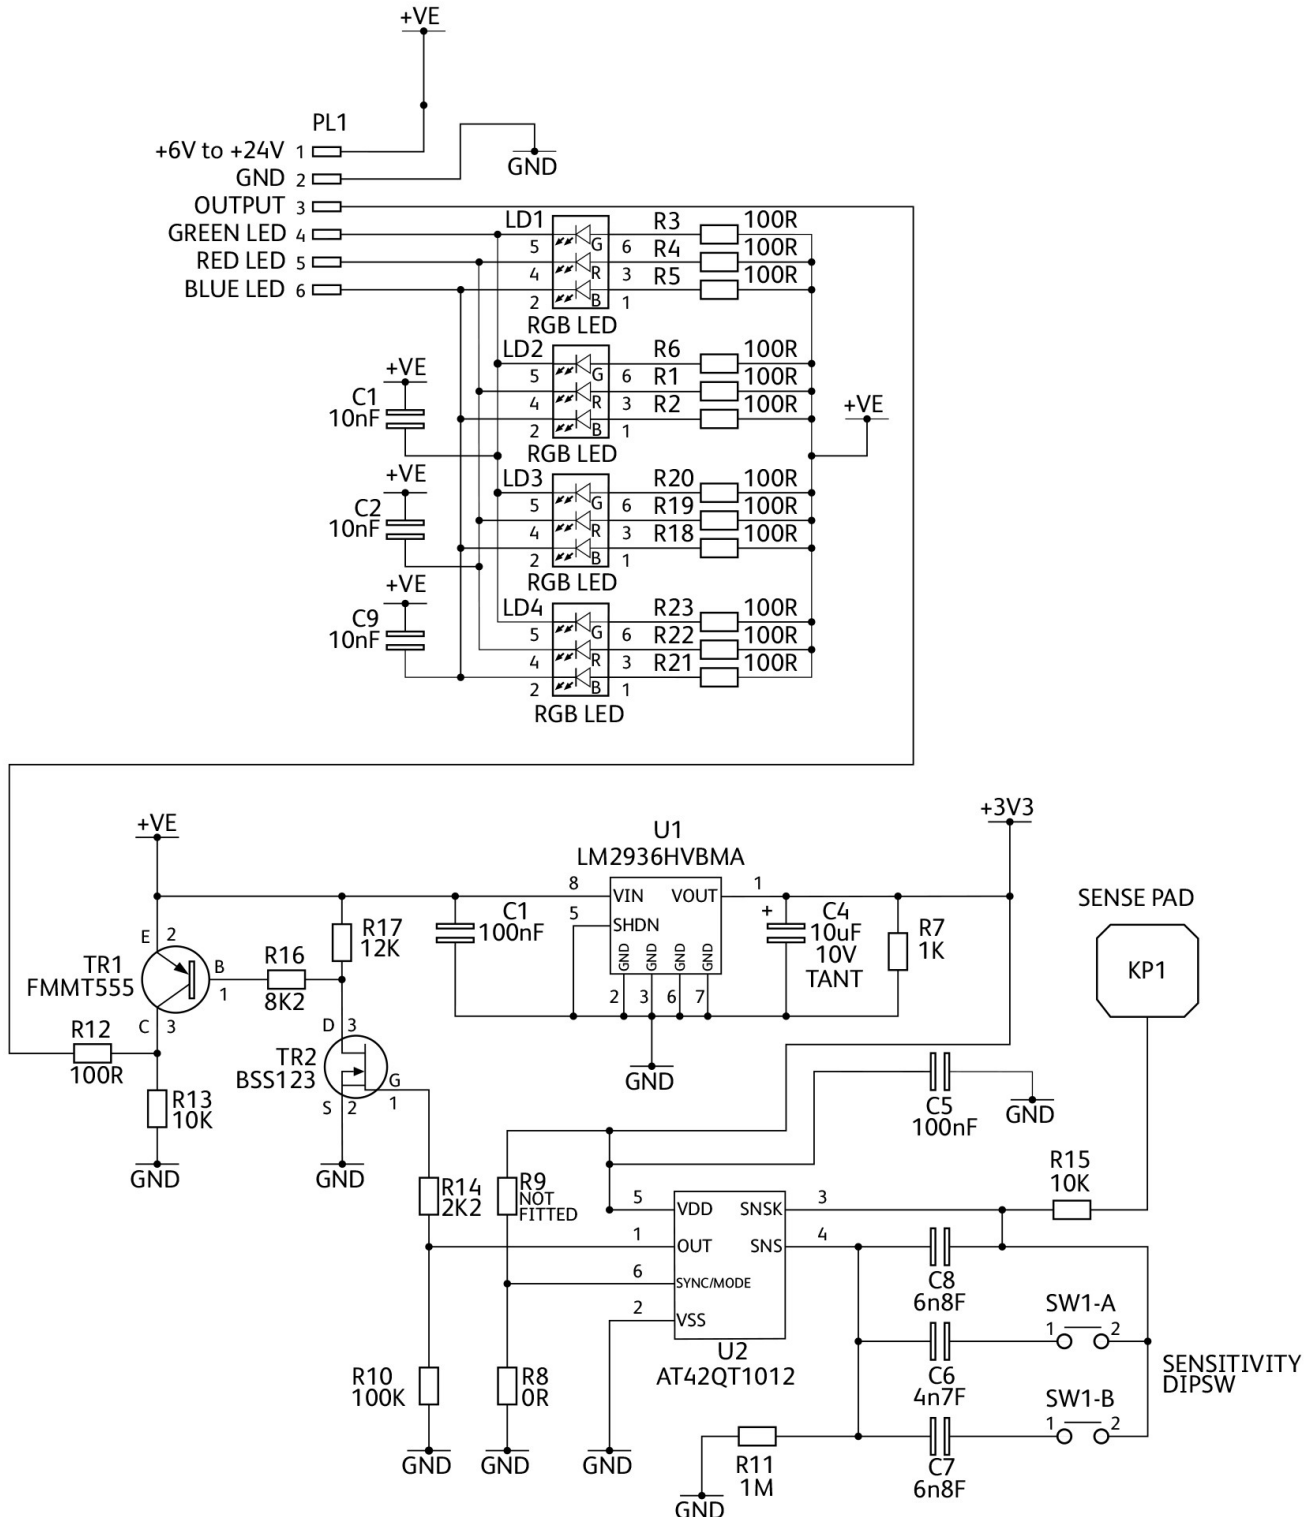 +VE
PL1
+6V to +24V 1
GND 2
GND
OUTPUT 3
GREEN LED 4
RED LED 5
BLUE LED 6
LD1
R3 100R
5 G 6
R4 100R
4 R 3
R5 100R
2 B 1
RGB LED
LD2
R6 100R
5 G 6
R1 100R
4 R 3
R2 100R
2 B 1
RGB LED
+VE
C1
10nF
+VE
+VE
C2
10nF
LD3
R20 100R
5 G 6
R19 100R
4 R 3
R18 100R
2 B 1
RGB LED
+VE
C9
10nF
LD4
R23 100R
5 G 6
R22 100R
4 R 3
R21 100R
2 B 1
RGB LED
+VE
U1
LM2936HVBMA
+3V3
8 VIN VOUT 1
5 SHDN
GND GND GND GND
2 3 6 7
GND
C1
100nF
+
C4
10uF
10V
TANT
R7
1K
SENSE PAD
KP1
E 2
TR1
FMMT555
B
1
C 3
R16
8K2
R17
12K
R12
100R
R13
10K
GND
D 3
TR2
BSS123
G
1
S 2
GND
C5
100nF
GND
R14
2K2
R9
NOT
FITTED
R15
10K
5 VDD SNSK 3
1 OUT SNS 4
6 SYNC/MODE
2 VSS
U2
AT42QT1012
C8
6n8F
SW1-A
1 2
C6
4n7F
SENSITIVITY
DIPSW
SW1-B
1 2
C7
6n8F
R10
100K
R8
0R
GND
GND
GND
R11
1M
GND